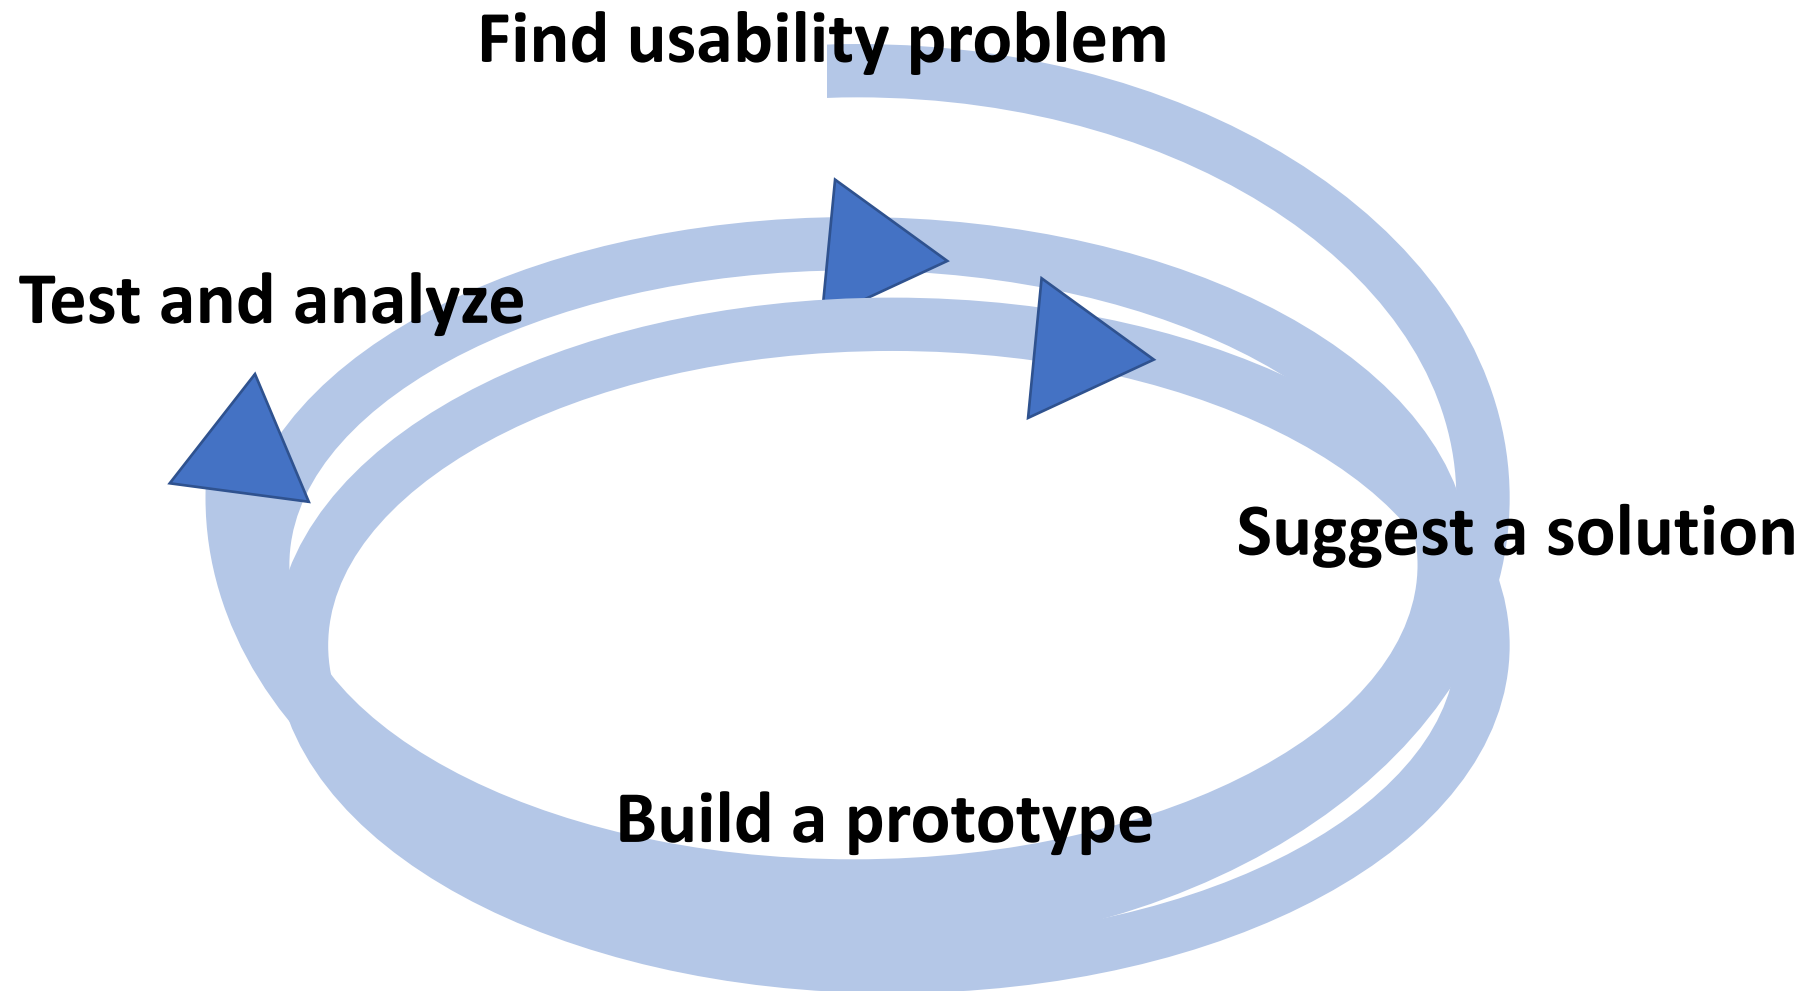 Find usability problem
Test and analyze
Suggest a solution
Build a prototype